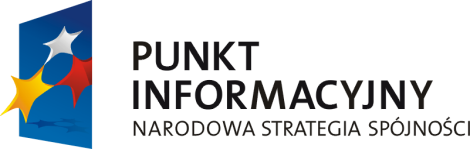 PUNKT
INFORMACYJNY
NARODOWA STRATEGIA SPÓJNOŚCI